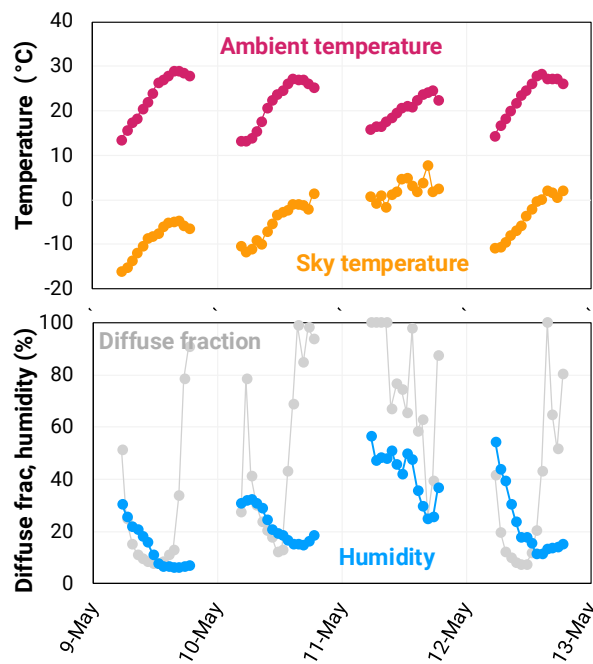 40
30
20
10
0
-10
-20
Temperature (°C)
Ambient temperature
Sky temperature
100
80
60
40
20
0
Diffuse frac, humidity (%)
Diffuse fraction
Humidity
9-May
10-May
11-May
12-May
13-May